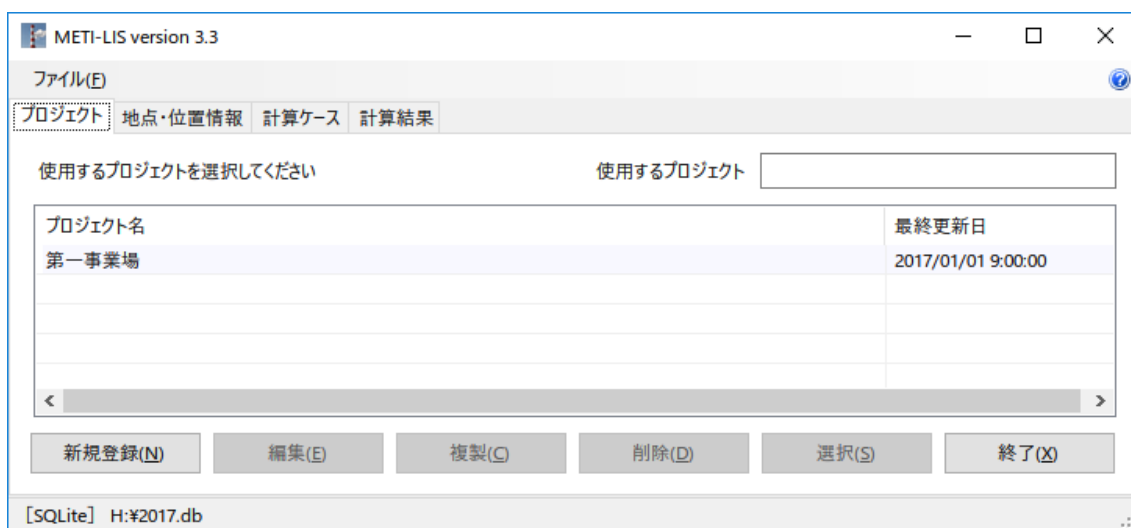 METI-LIS version 3.3
ファイル(F)
プロジェクト 地点・位置情報 計算ケース 計算結果
使用するプロジェクトを選択してください 使用するプロジェクト
プロジェクト名 最終更新日
第一事業場 2017/01/01 9:00:00
新規登録(N) 編集(E) 複製(C) 削除(D) 選択(S) 終了(X)
[SQLite] H:¥2017.db